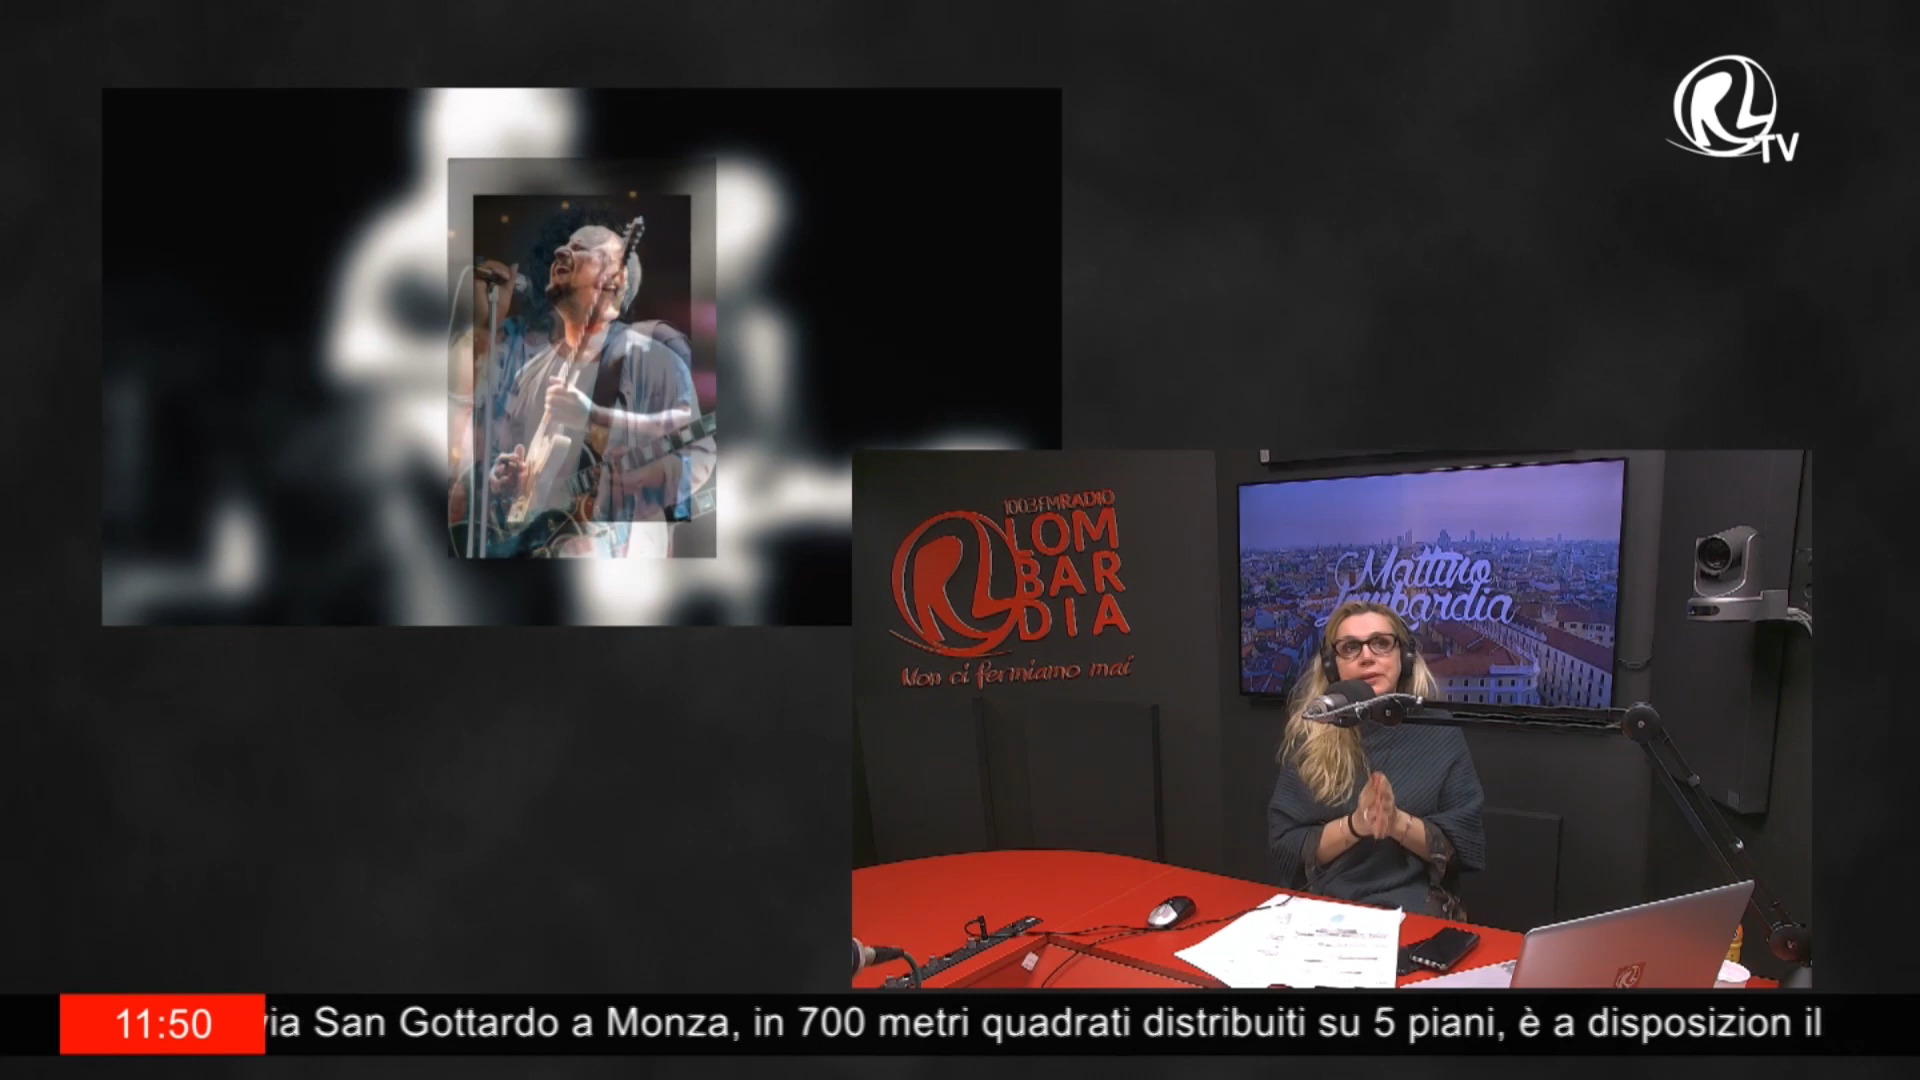 RL
TV
100.3 FM RADIO
RL
LOM
BAR
DIA
Non ci fermiamo mai
Mattino
Lombardia
11:50
via San Gottardo a Monza, in 700 metri quadrati distribuiti su 5 piani, è a disposizion il